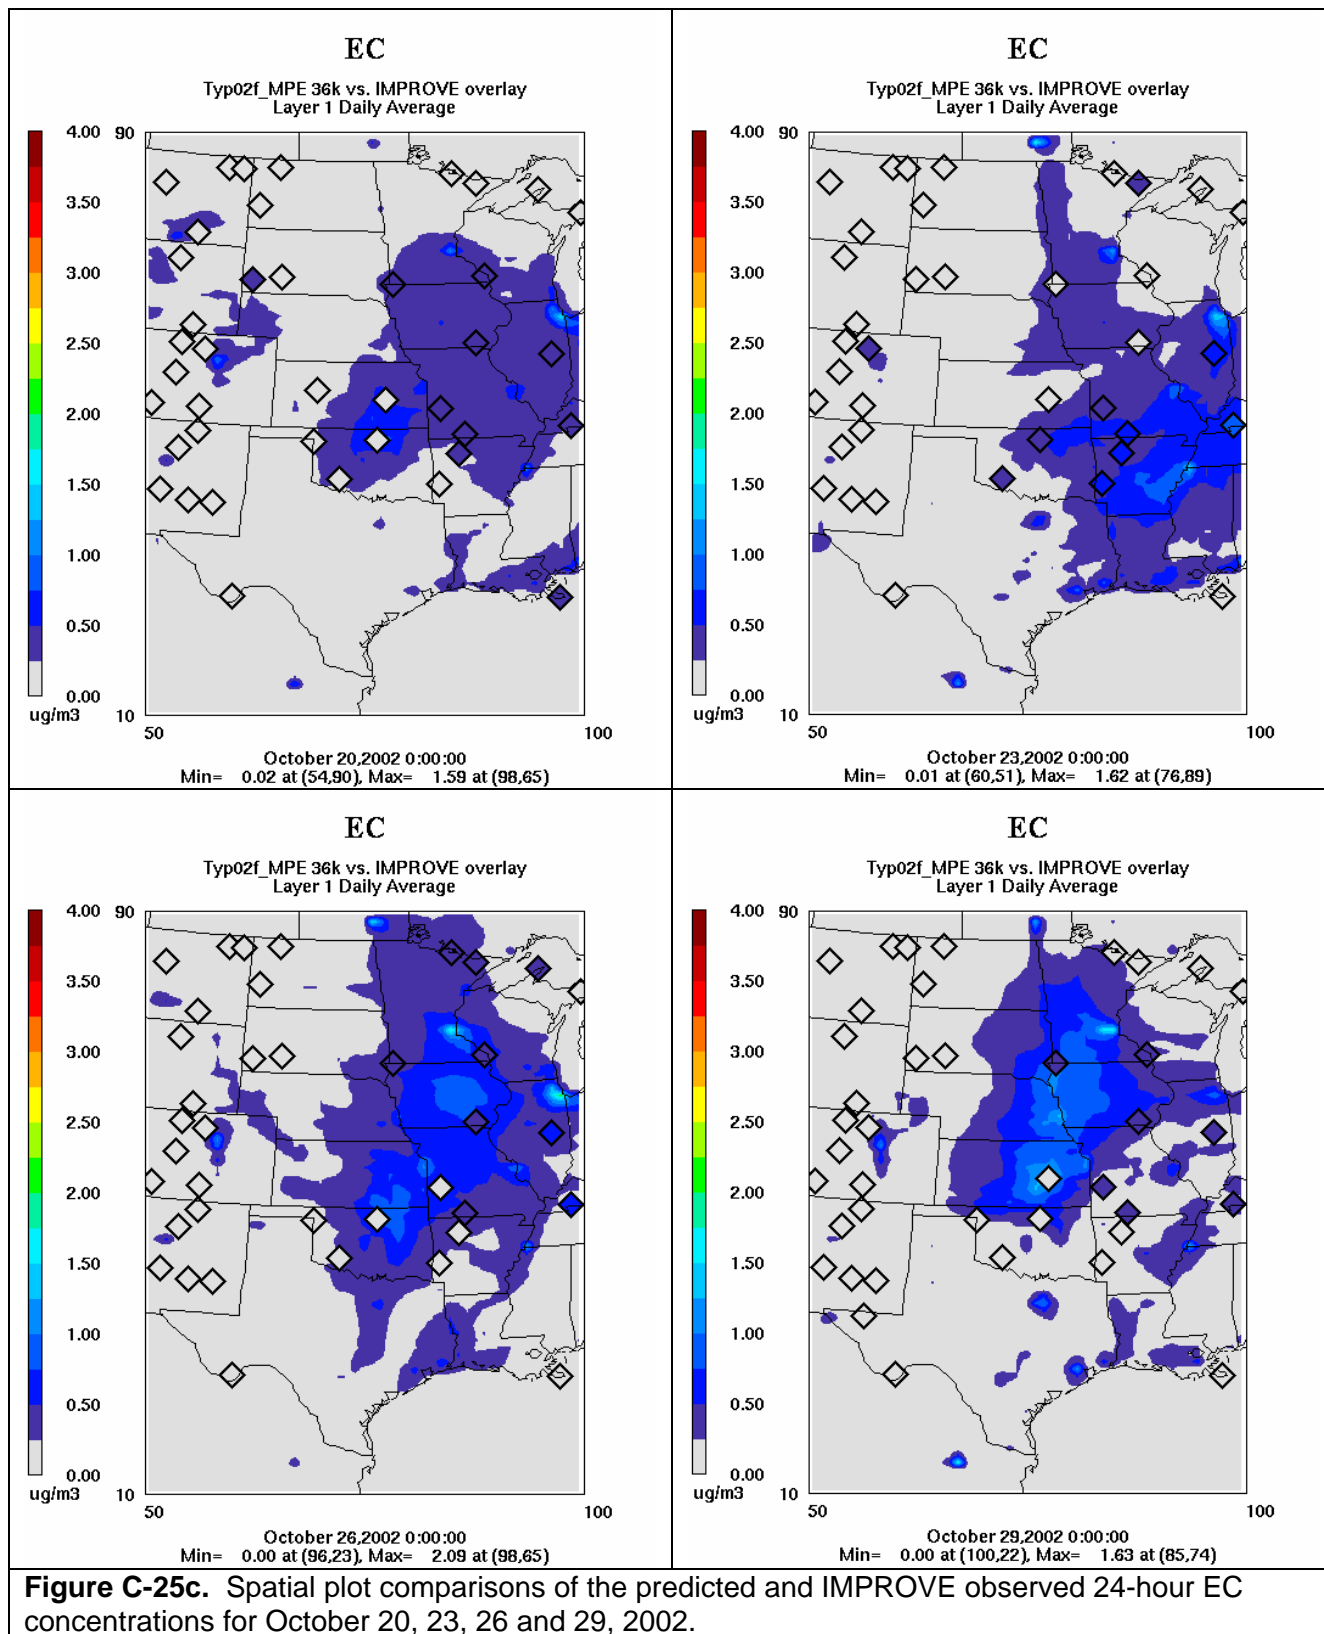 EC
Typ02f_MPE 36k vs. IMPROVE overlay
Layer 1 Daily Average
4.00
3.50
3.00
2.50
2.00
1.50
1.00
0.50
0.00
ug/m3
90
10
50
100
October 20,2002 0:00:00
Min= 0.02 at (54,90), Max= 1.59 at (98,65)
EC
Typ02f_MPE 36k vs. IMPROVE overlay
Layer 1 Daily Average
4.00
3.50
3.00
2.50
2.00
1.50
1.00
0.50
0.00
ug/m3
90
10
50
100
October 23,2002 0:00:00
Min= 0.01 at (60,51), Max= 1.62 at (76,89)
EC
Typ02f_MPE 36k vs. IMPROVE overlay
Layer 1 Daily Average
4.00
3.50
3.00
2.50
2.00
1.50
1.00
0.50
0.00
ug/m3
90
10
50
100
October 26,2002 0:00:00
Min= 0.00 at (96,23), Max= 2.09 at (98,65)
EC
Typ02f_MPE 36k vs. IMPROVE overlay
Layer 1 Daily Average
4.00
3.50
3.00
2.50
2.00
1.50
1.00
0.50
0.00
ug/m3
90
10
50
100
October 29,2002 0:00:00
Min= 0.00 at (100,22), Max= 1.63 at (85,74)
Figure C-25c. Spatial plot comparisons of the predicted and IMPROVE observed 24-hour EC
concentrations for October 20, 23, 26 and 29, 2002.